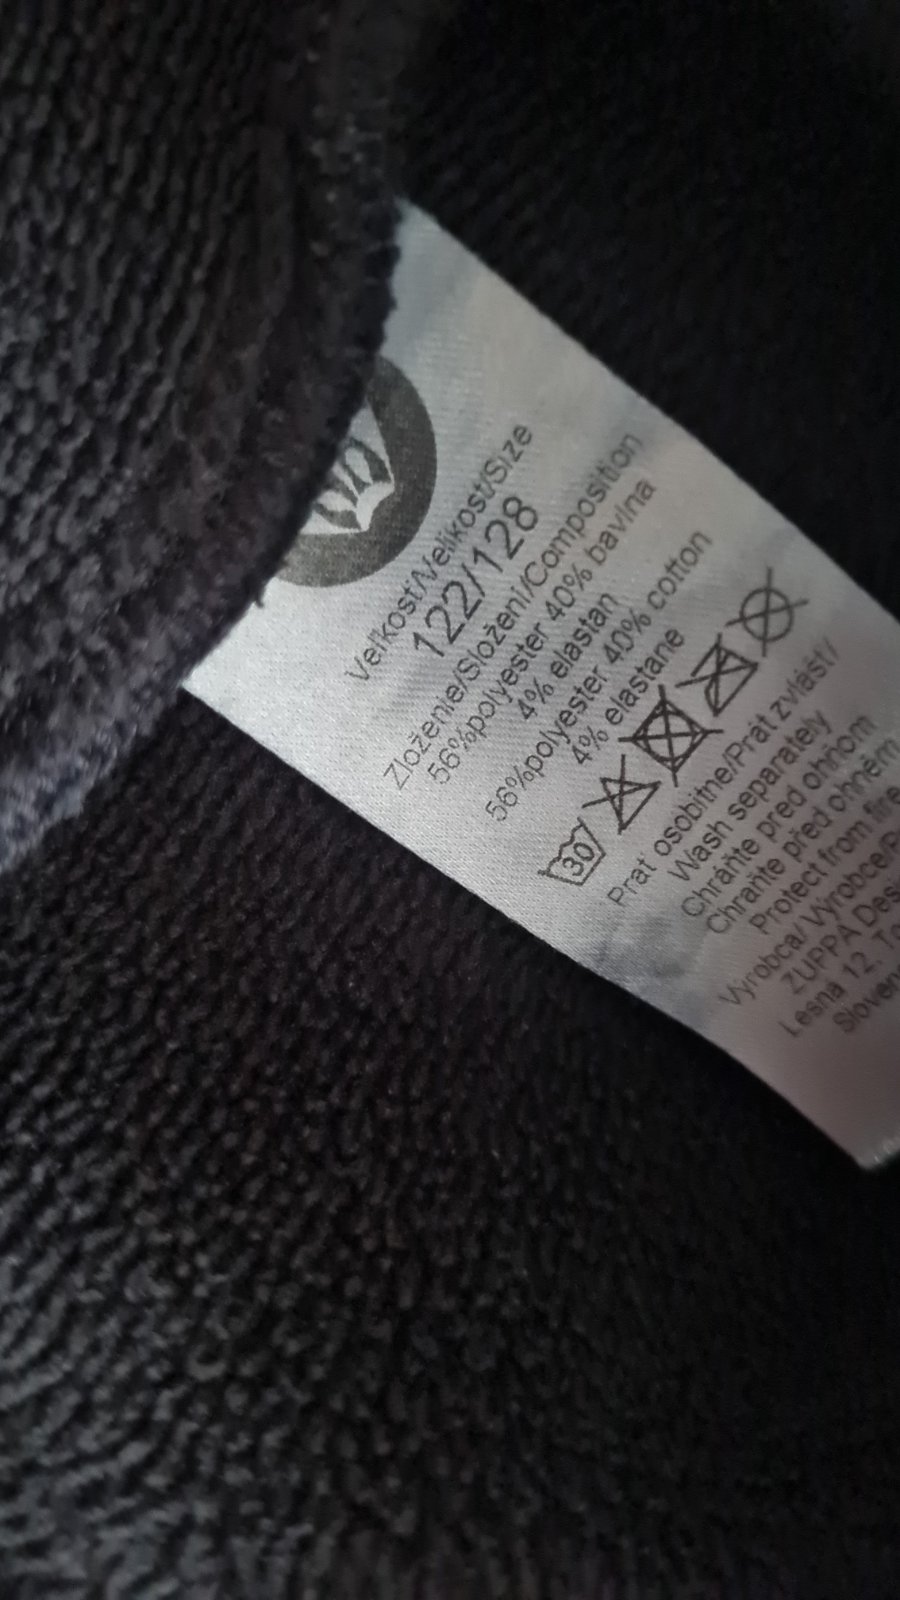 Veľkosť/Velikost/Size
122/128
Zloženie/Složení/Composition
56%polyester 40% bavlna
4% elastan
56%polyester 40% cotton
4% elastane
30
Prať osobitne/Prát zvlášť/
Wash separately
Chráňte pred ohňom
Chraňte před ohněm
Protect from fire
Výrobca/ Výrobce/
ZUPPA
Lesna 12,